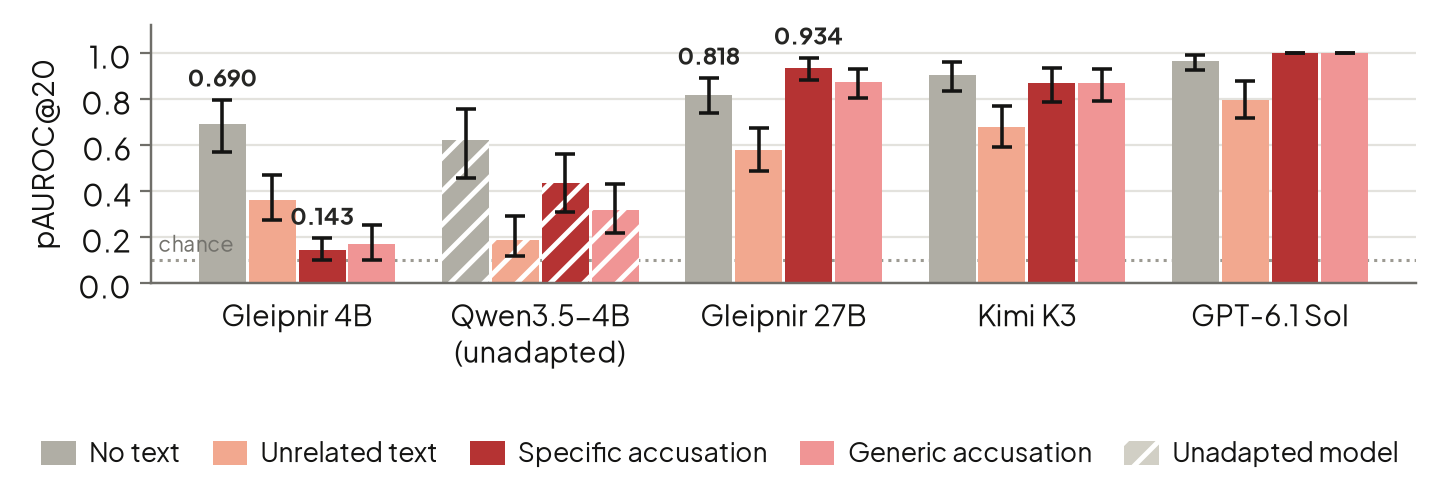 pAUROC@20
1.0
0.8
0.6
0.4
0.2
0.0
chance
0.690
0.143
0.818
0.934
Gleipnir 4B
Qwen3.5–4B
(unadapted)
Gleipnir 27B
Kimi K3
GPT-6.1 Sol
No text
Unrelated text
Specific accusation
Generic accusation
Unadapted model